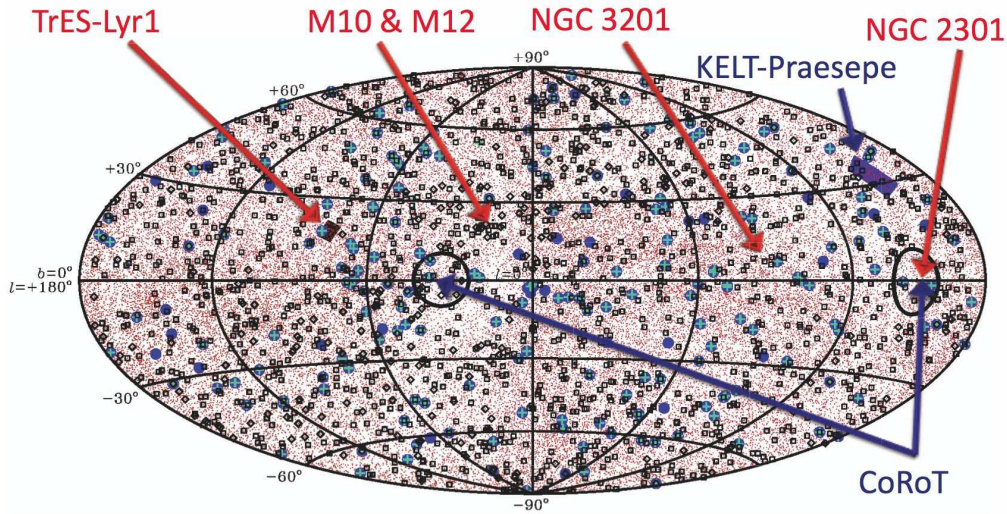 TrES-Lyr1
M10 & M12
NGC 3201
NGC 2301
KELT-Praesepe
+90°
+60°
+30°
b=0°
l=+180°
−30°
−60°
−90°
CoRoT